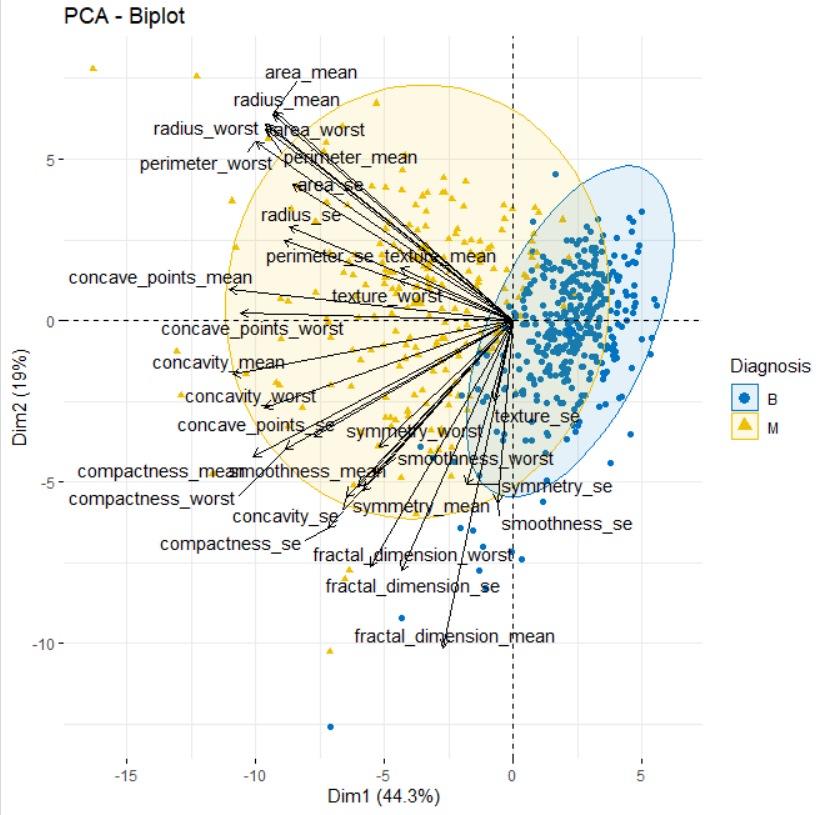 PCA - Biplot
area_mean
radius_mean
radius_worst
area_worst
perimeter_worst
perimeter_mean
area_se
radius_se
perimeter_se
texture_mean
concave_points_mean
texture_worst
concave_points_worst
concavity_mean
concavity_worst
concave_points_se
texture_se
symmetry_worst
smoothness_worst
compactness_mean
smoothness_mean
symmetry_se
compactness_worst
symmetry_mean
concavity_se
smoothness_se
compactness_se
fractal_dimension_worst
fractal_dimension_se
fractal_dimension_mean
5
0
-5
-10
Dim2 (19%)
-15
-10
-5
0
5
Dim1 (44.3%)
Diagnosis
B
M